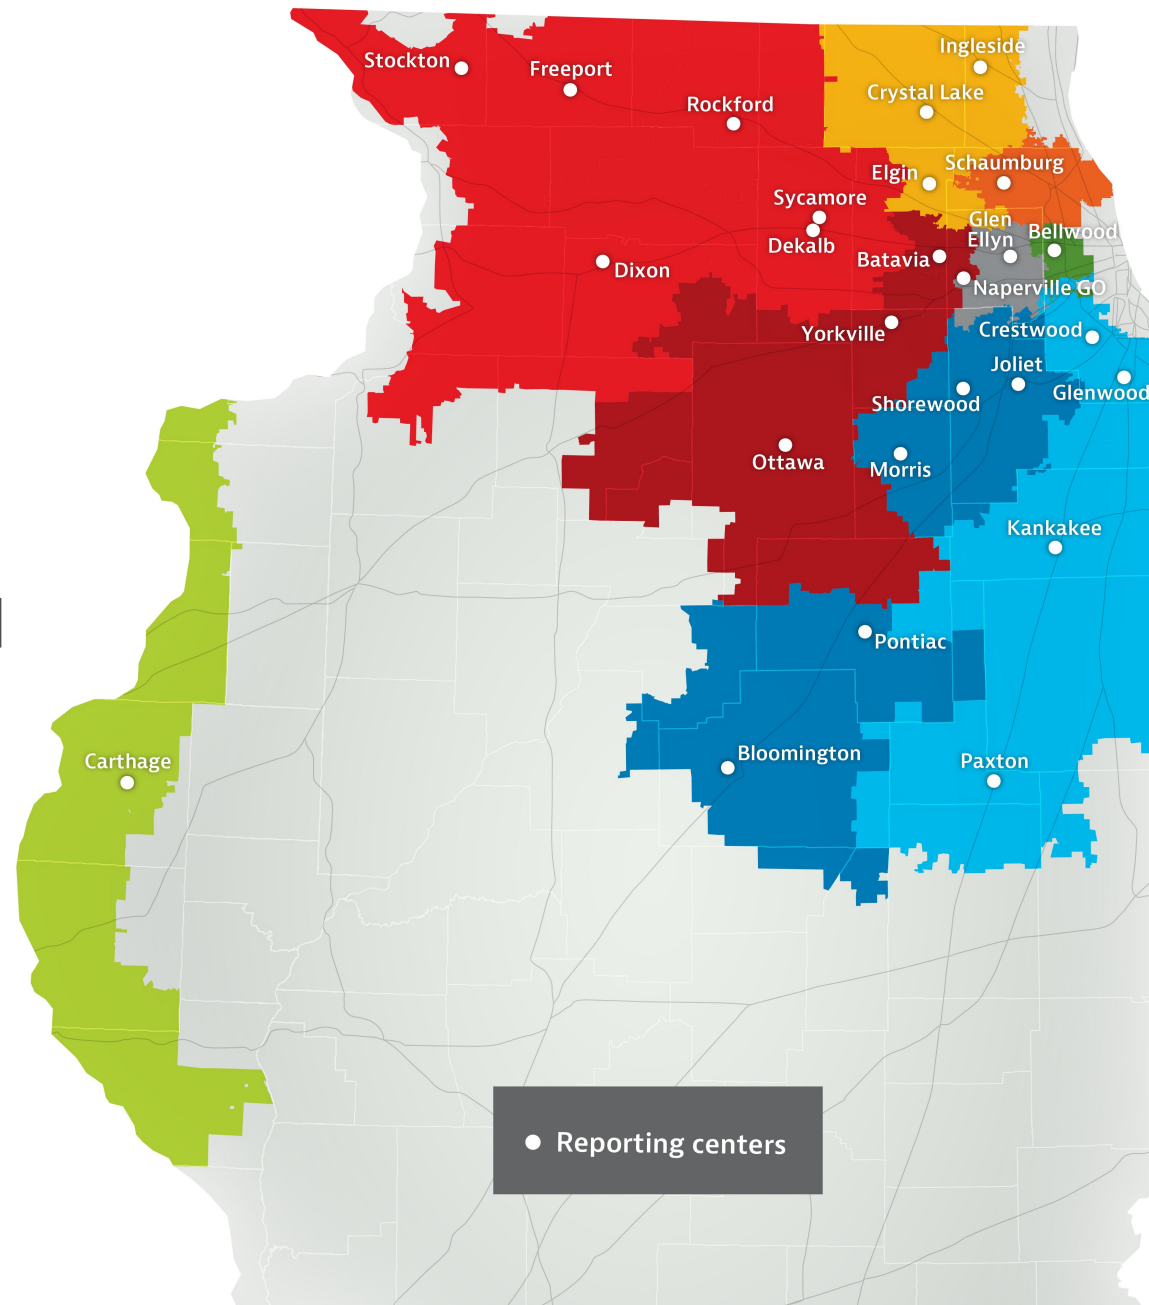 Ingleside
Stockton
Freeport
Crystal Lake
Rockford
Schaumburg
Elgin
Sycamore
Glen
Ellyn
Bellwood
Dekalb
Batavia
Dixon
Naperville GO
Yorkville
Crestwood
Joliet
Glenwood
Shorewood
Ottawa
Morris
Kankakee
Pontiac
Bloomington
Carthage
Paxton
Reporting centers